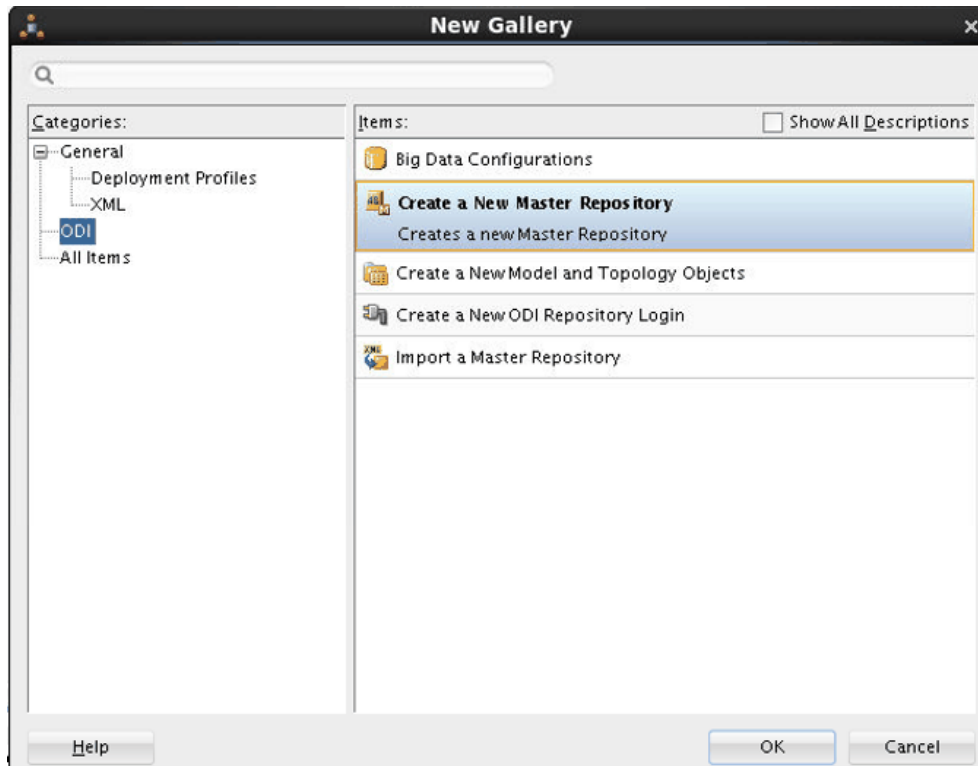 New Gallery
Categories:
General
Deployment Profiles
XML
ODI
All Items
Items:
Show All Descriptions
Big Data Configurations
Create a New Master Repository
Creates a new Master Repository
Create a New Model and Topology Objects
Create a New ODI Repository Login
Import a Master Repository
Help
OK
Cancel